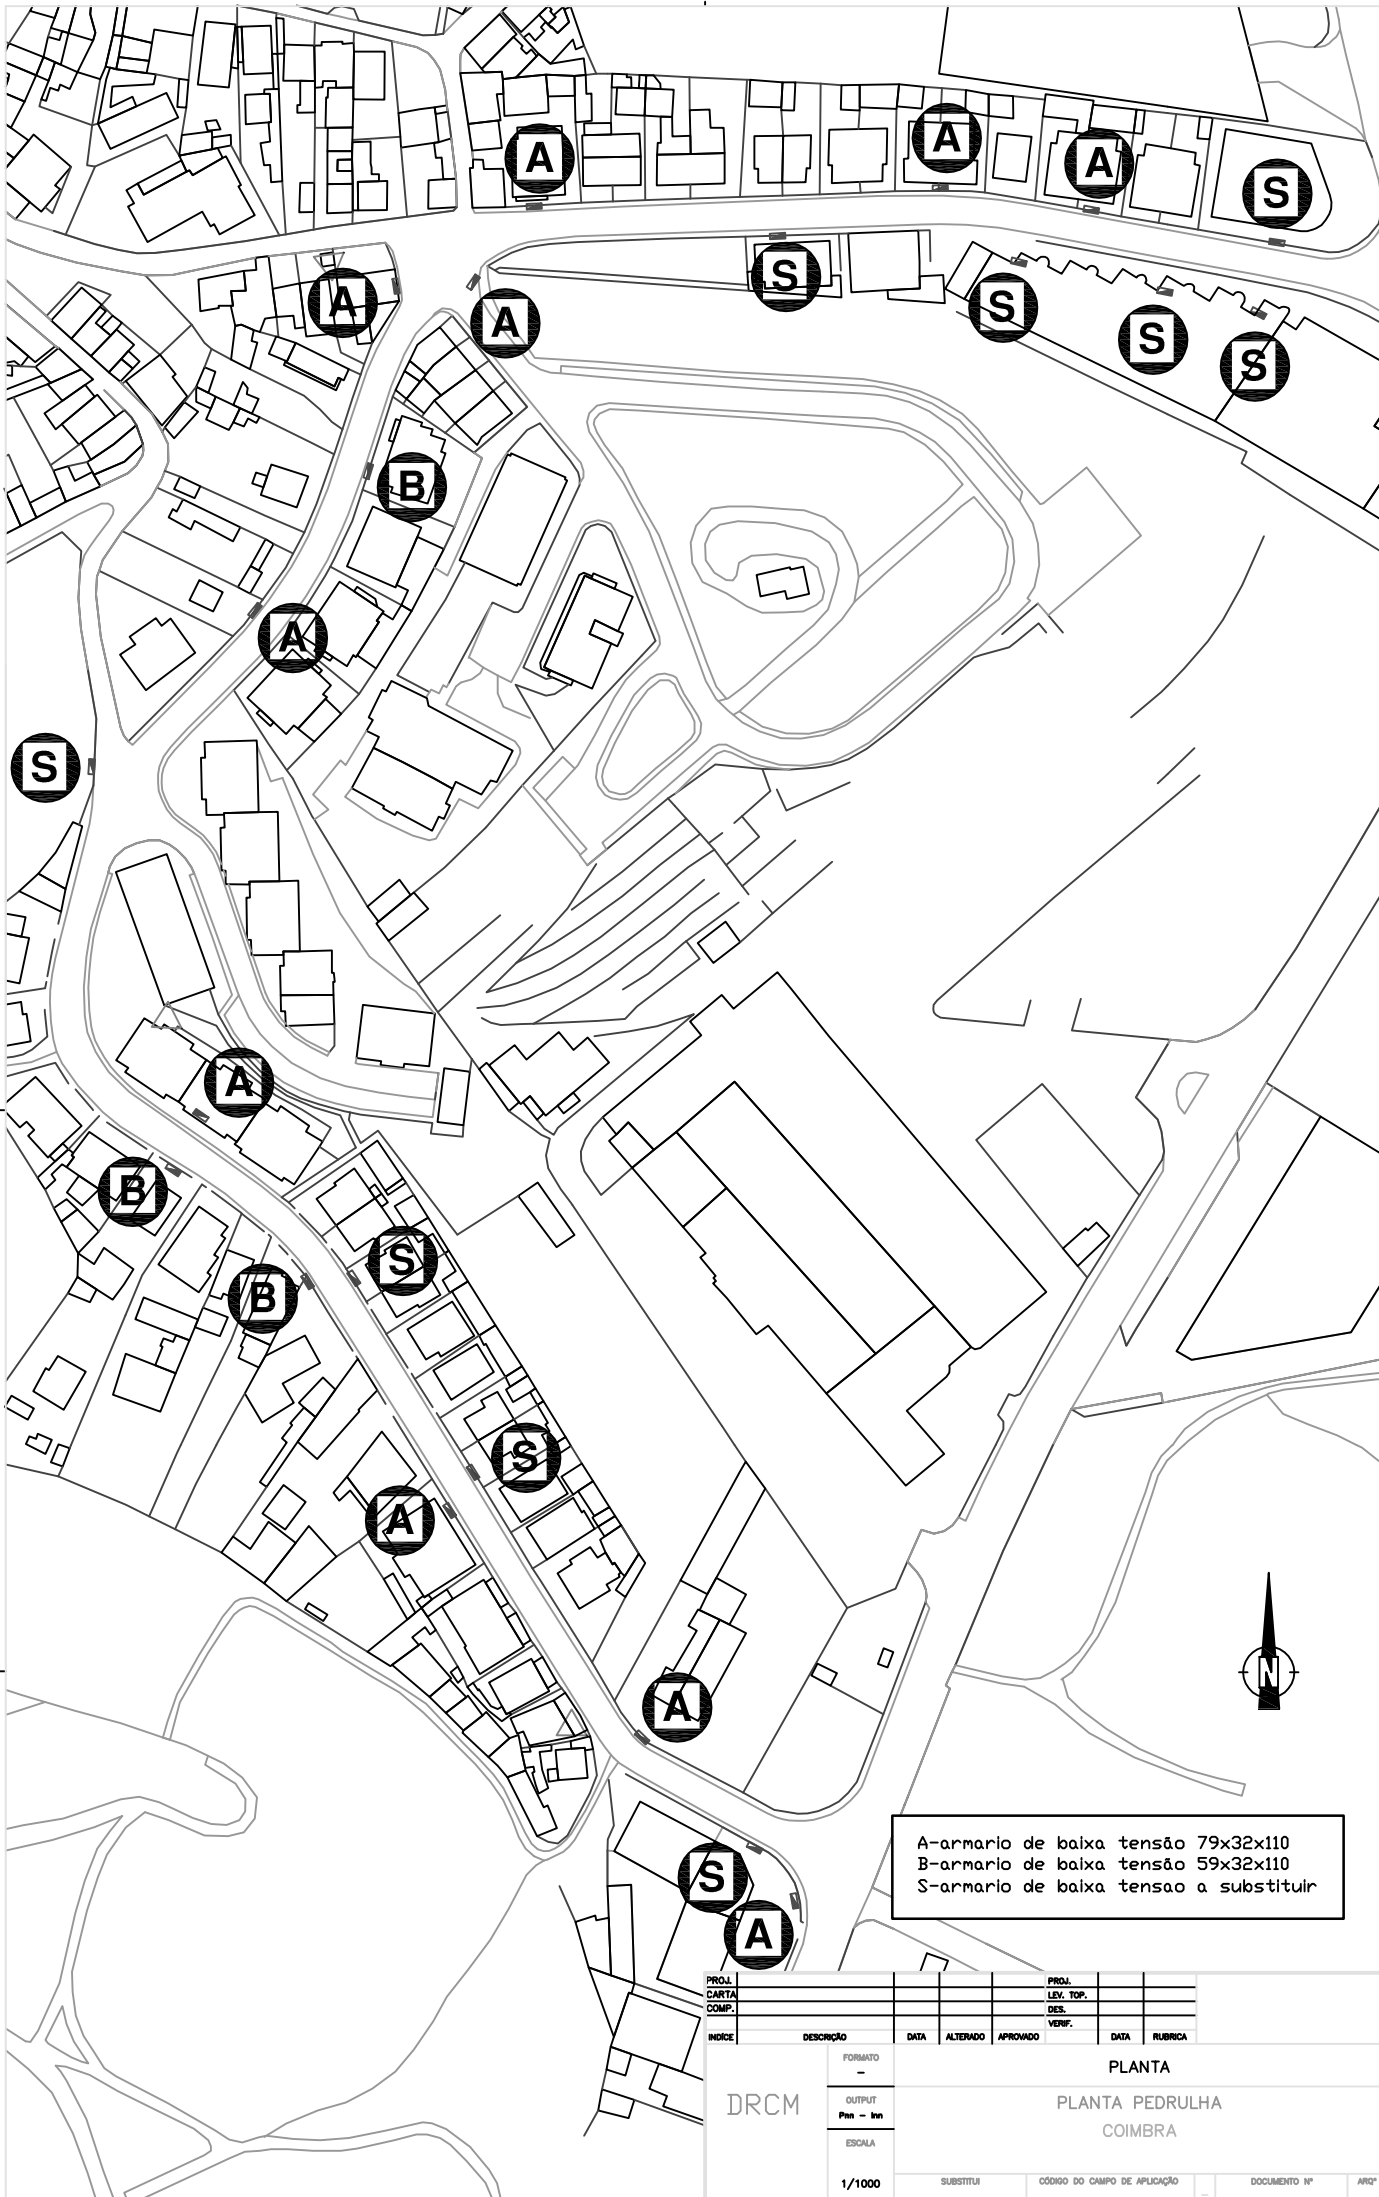 A
A
A
S
A
S
A
S
S
S
B
A
S
A
B
S
B
S
A
A
N
A-armario de baixa tensão 79x32x110
B-armario de baixa tensão 59x32x110
S-armario de baixa tensao a substituir
S
A
PROJ.
CARTA
COMP.
INDÍCE DESCRIÇÃO DATA ALTERADO APROVADO
PROJ.
LEV. TOP.
DES.
VERIF.
DATA RUBRICA
DRCM
FORMATO
-
OUTPUT
Pnn - Inn
ESCALA
1/1000
PLANTA
PLANTA PEDRULHA
COIMBRA
SUBSTITUI CÓDIGO DO CAMPO DE APLICAÇÃO DOCUMENTO Nº ARQº